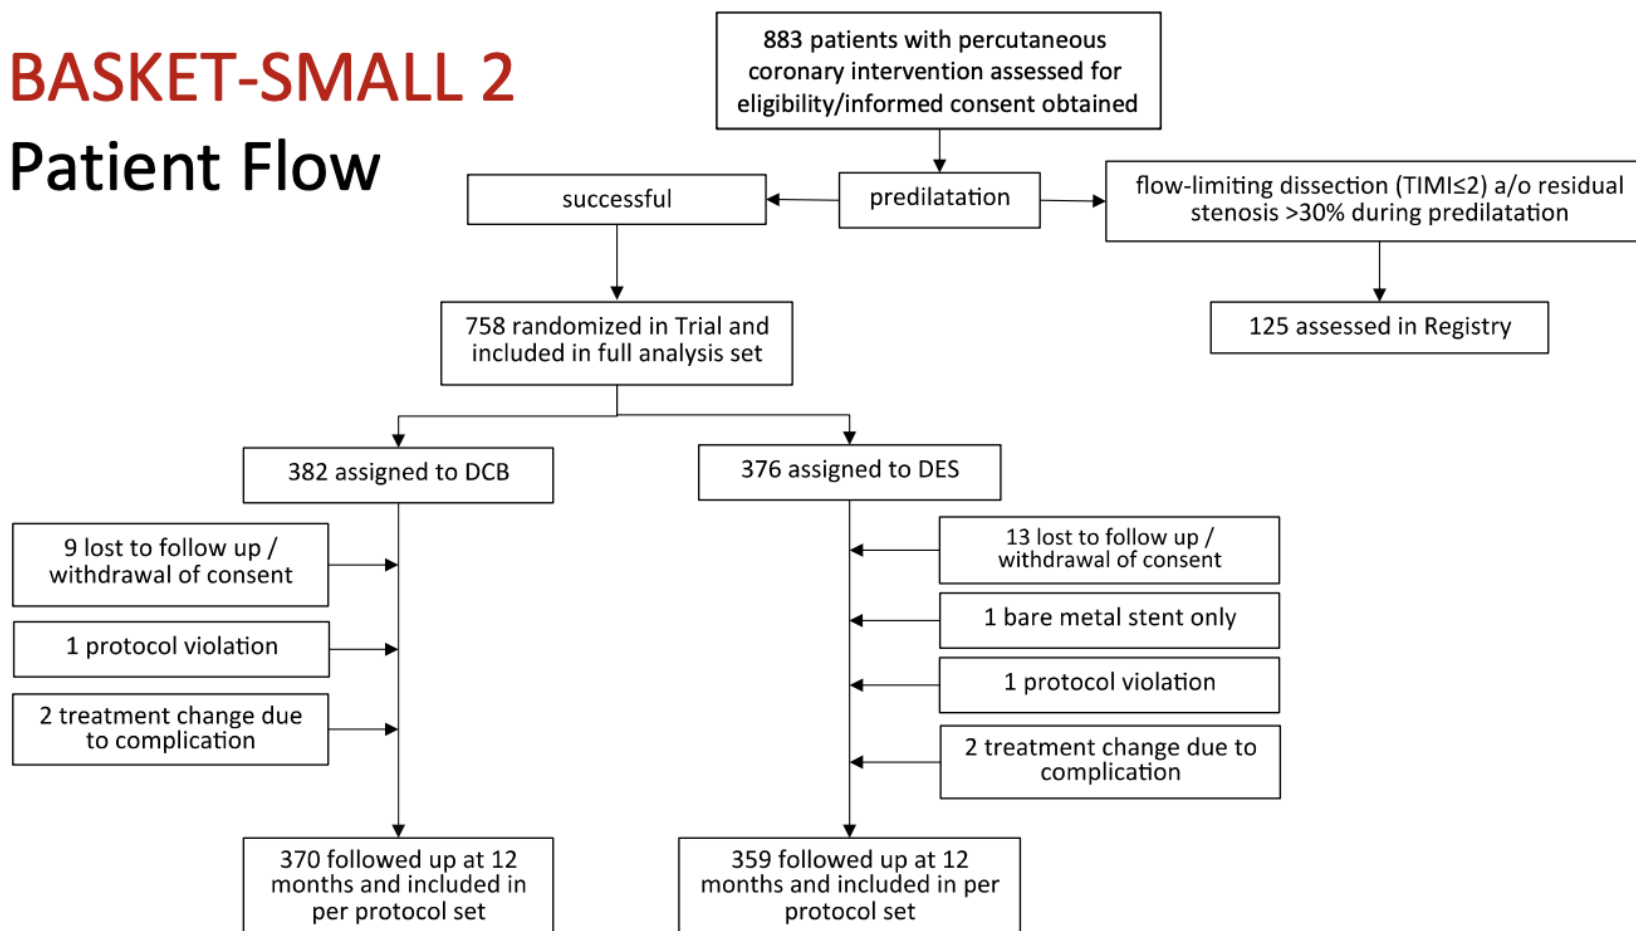 BASKET-SMALL 2
Patient Flow
883 patients with percutaneous
coronary intervention assessed for
eligibility/informed consent obtained
successful
predilatation
flow-limiting dissection (TIMI≤2) a/o residual
stenosis >30% during predilatation
758 randomized in Trial and
included in full analysis set
125 assessed in Registry
382 assigned to DCB
376 assigned to DES
9 lost to follow up /
withdrawal of consent
1 protocol violation
2 treatment change due
to complication
13 lost to follow up /
withdrawal of consent
1 bare metal stent only
1 protocol violation
2 treatment change due to
complication
370 followed up at 12
months and included in
per protocol set
359 followed up at 12
months and included in per
protocol set